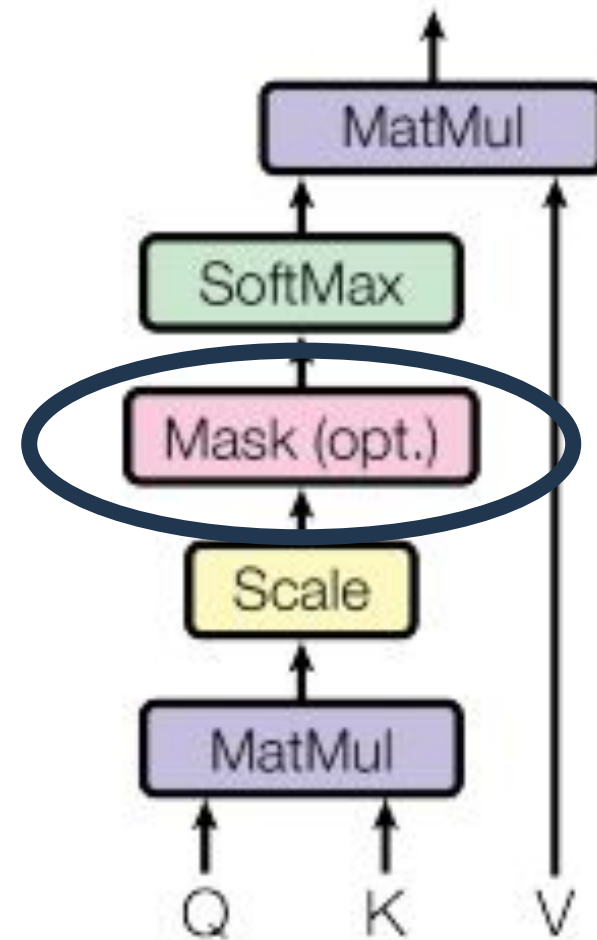 MatMul
SoftMax
Mask (opt.)
Scale
MatMul
Q K V